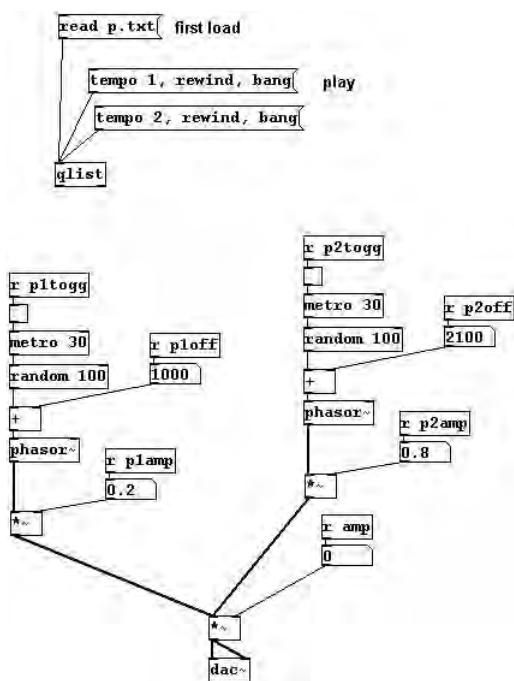 read p.txt first load
tempo 1, rewind, bang play
tempo 2, rewind, bang
qlist
r p1togg
metro 30
r p1off
random 100
1000
+
phasor~
r p1amp
0.2
*~
r p2togg
metro 30
r p2off
random 100
2100
+
phasor~
r p2amp
0.8
*~
r amp
0
*~
dac~